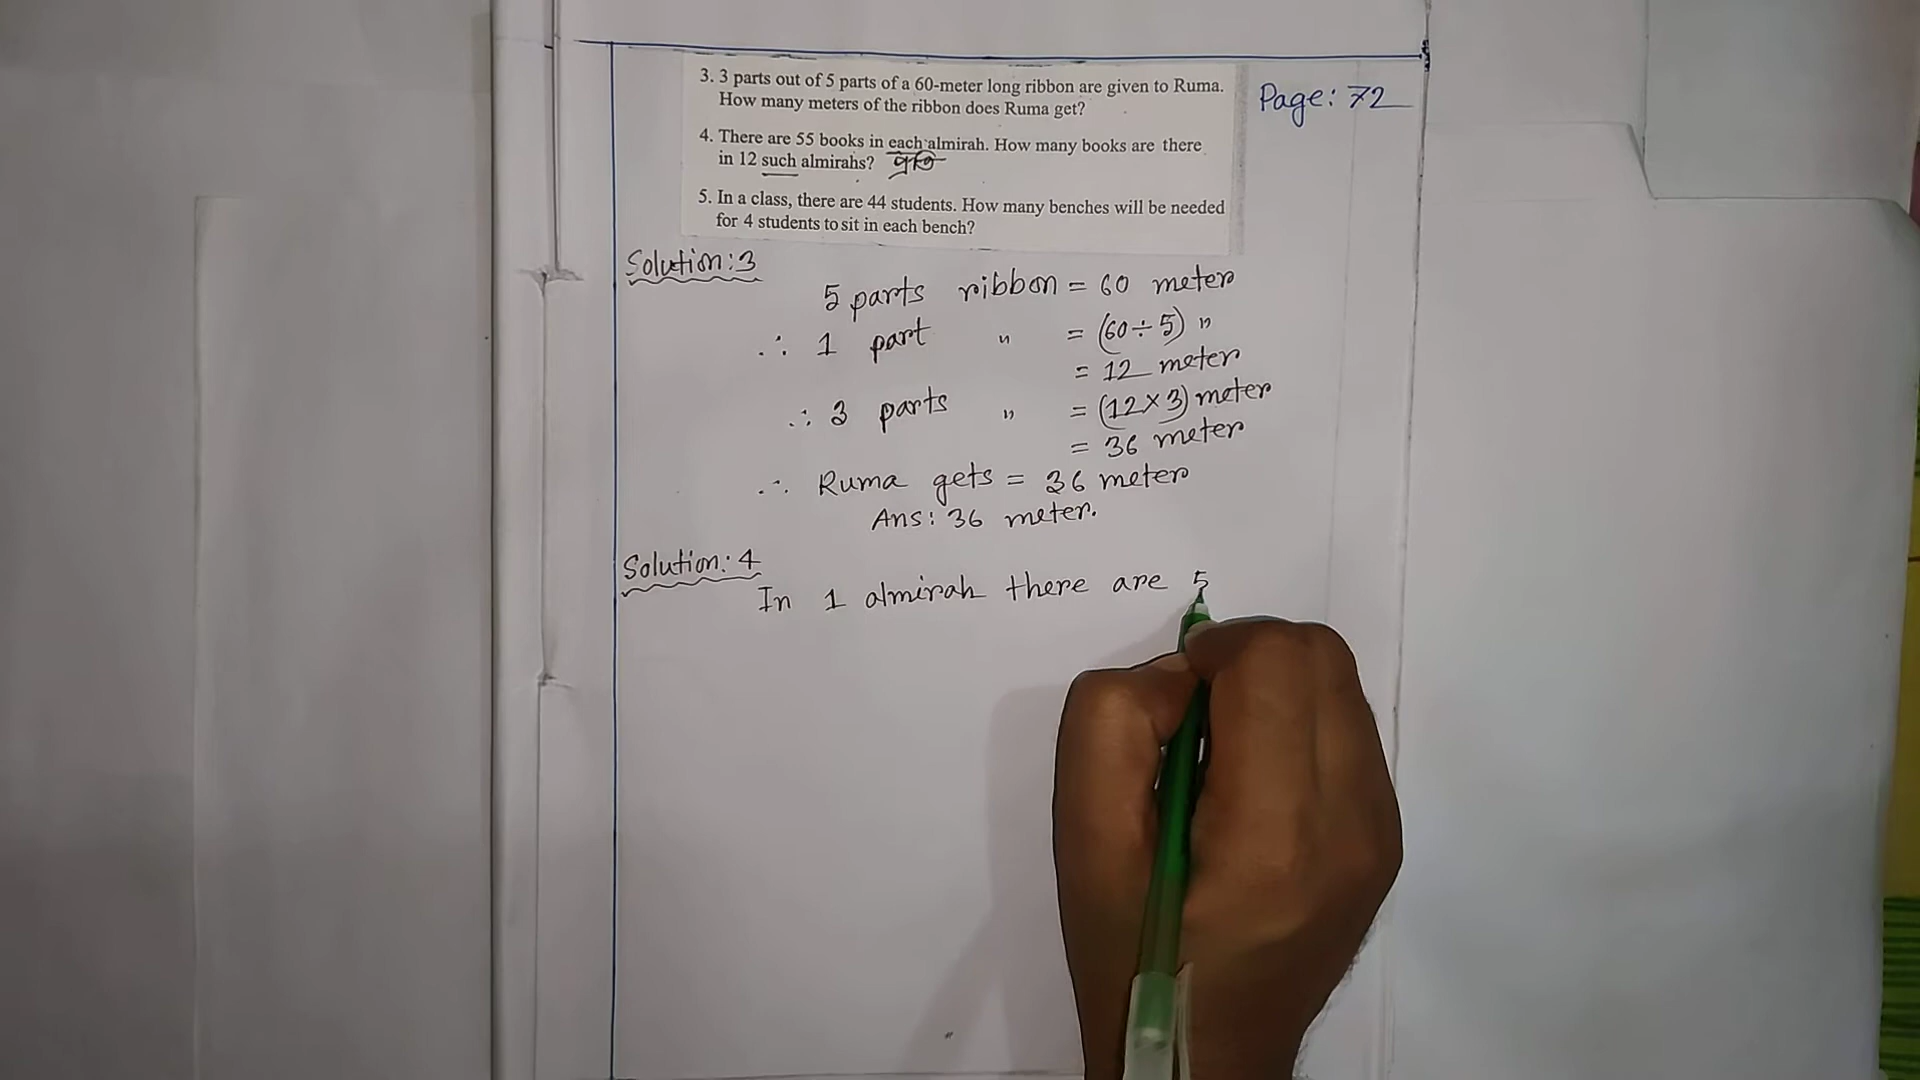 3. 3 parts out of 5 parts of a 60-meter long ribbon are given to Ruma.
How many meters of the ribbon does Ruma get?
4. There are 55 books in each almirah. How many books are there
in 12 such almirahs?
5. In a class, there are 44 students. How many benches will be needed
for 4 students to sit in each bench?
Page: 72
Solution: 3
5 parts ribbon = 60 meter
∴ 1 part " = (60 ÷ 5) "
= 12 meter
∴ 3 parts " = (12 × 3) meter
= 36 meter
∴ Ruma gets = 36 meter
Ans: 36 meter.
Solution: 4
In 1 almirah there are 5